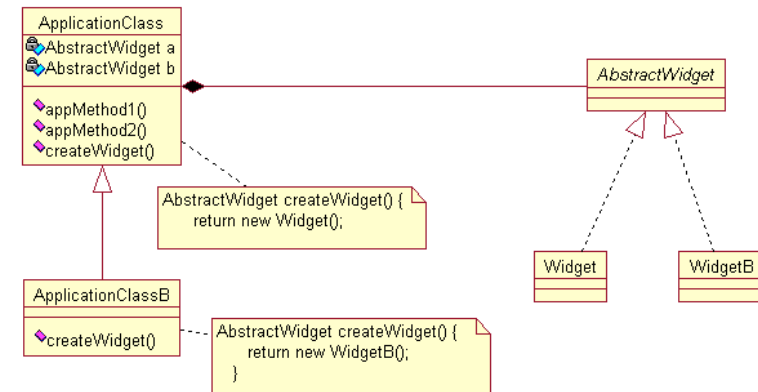 ApplicationClass
AbstractWidget a
AbstractWidget b
appMethod1()
appMethod2()
createWidget()
AbstractWidget
AbstractWidget createWidget() {
return new Widget();
Widget
WidgetB
ApplicationClassB
createWidget()
AbstractWidget createWidget() {
return new WidgetB();
}